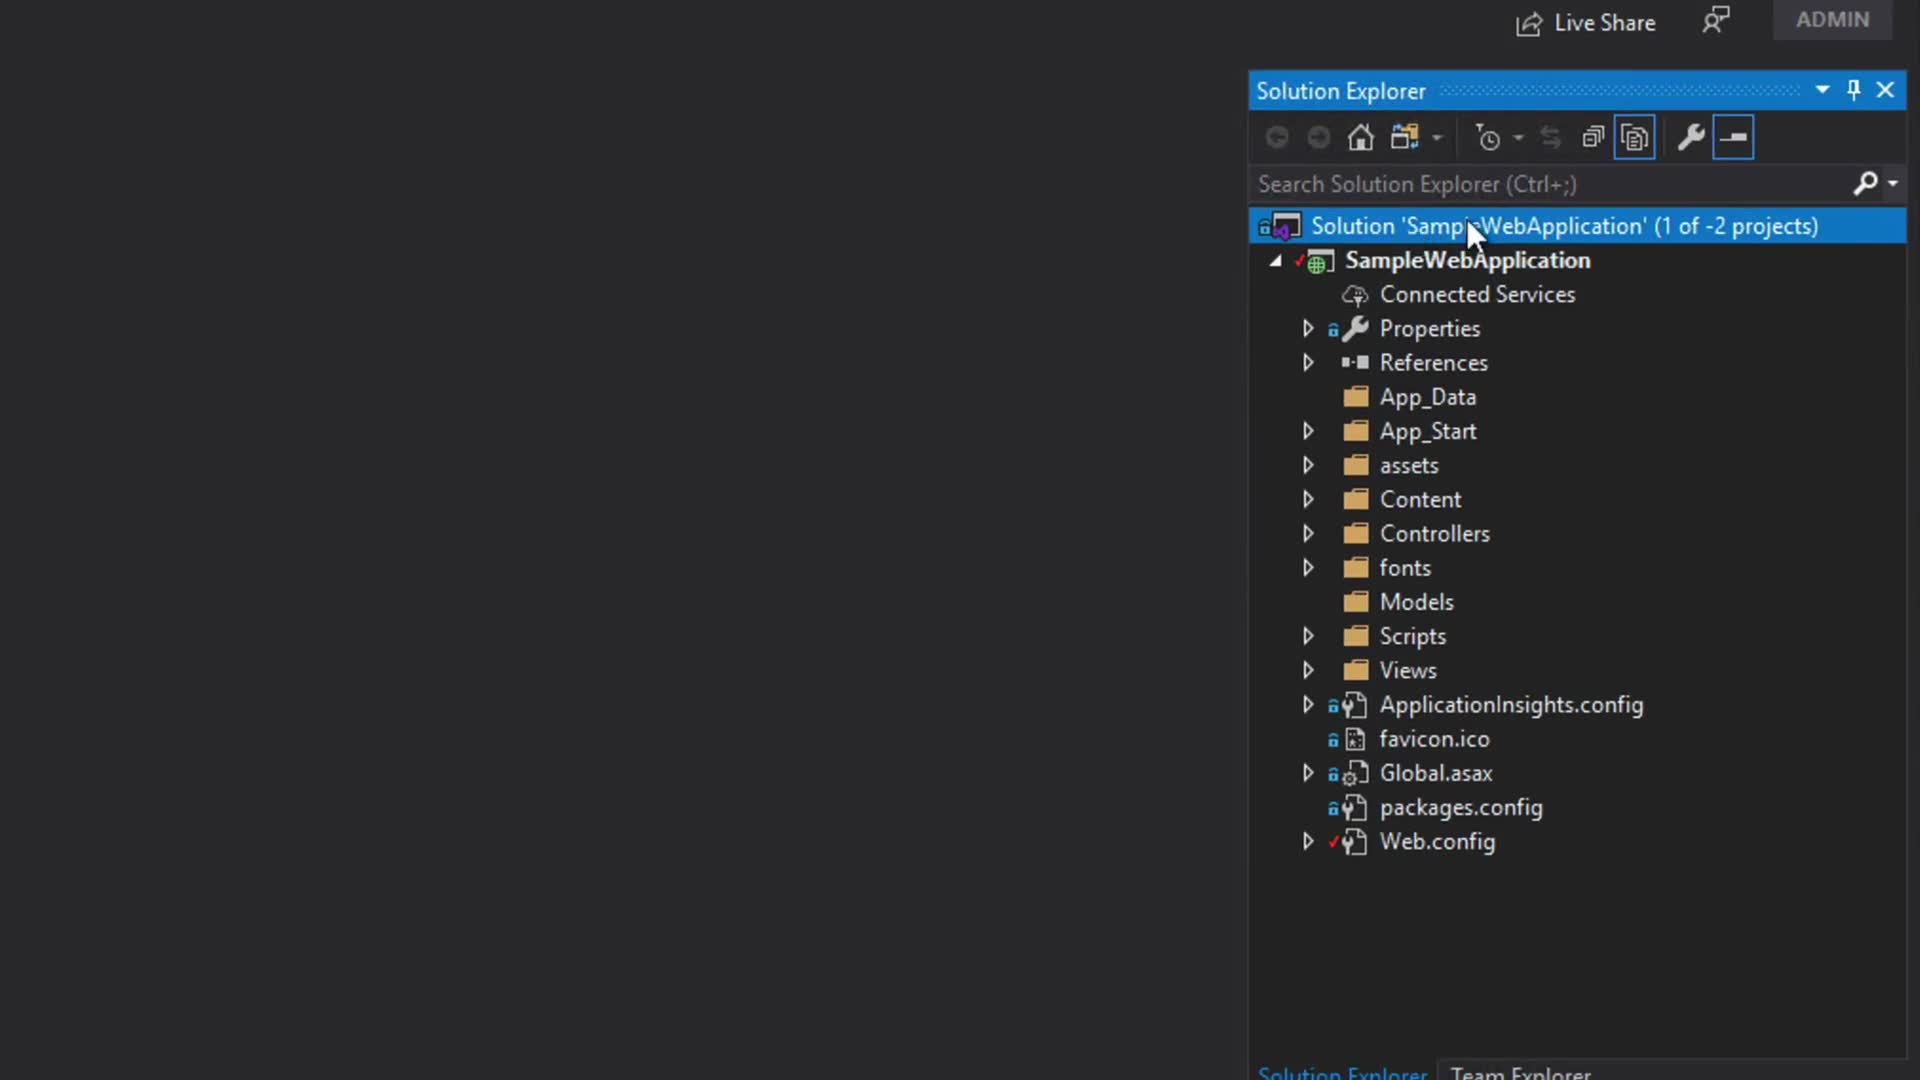 Live Share
ADMIN
Solution Explorer
Search Solution Explorer (Ctrl+;)
Solution 'SampleWebApplication' (1 of -2 projects)
SampleWebApplication
Connected Services
Properties
References
App_Data
App_Start
assets
Content
Controllers
fonts
Models
Scripts
Views
ApplicationInsights.config
favicon.ico
Global.asax
packages.config
Web.config
Solution Explorer
Team Explorer